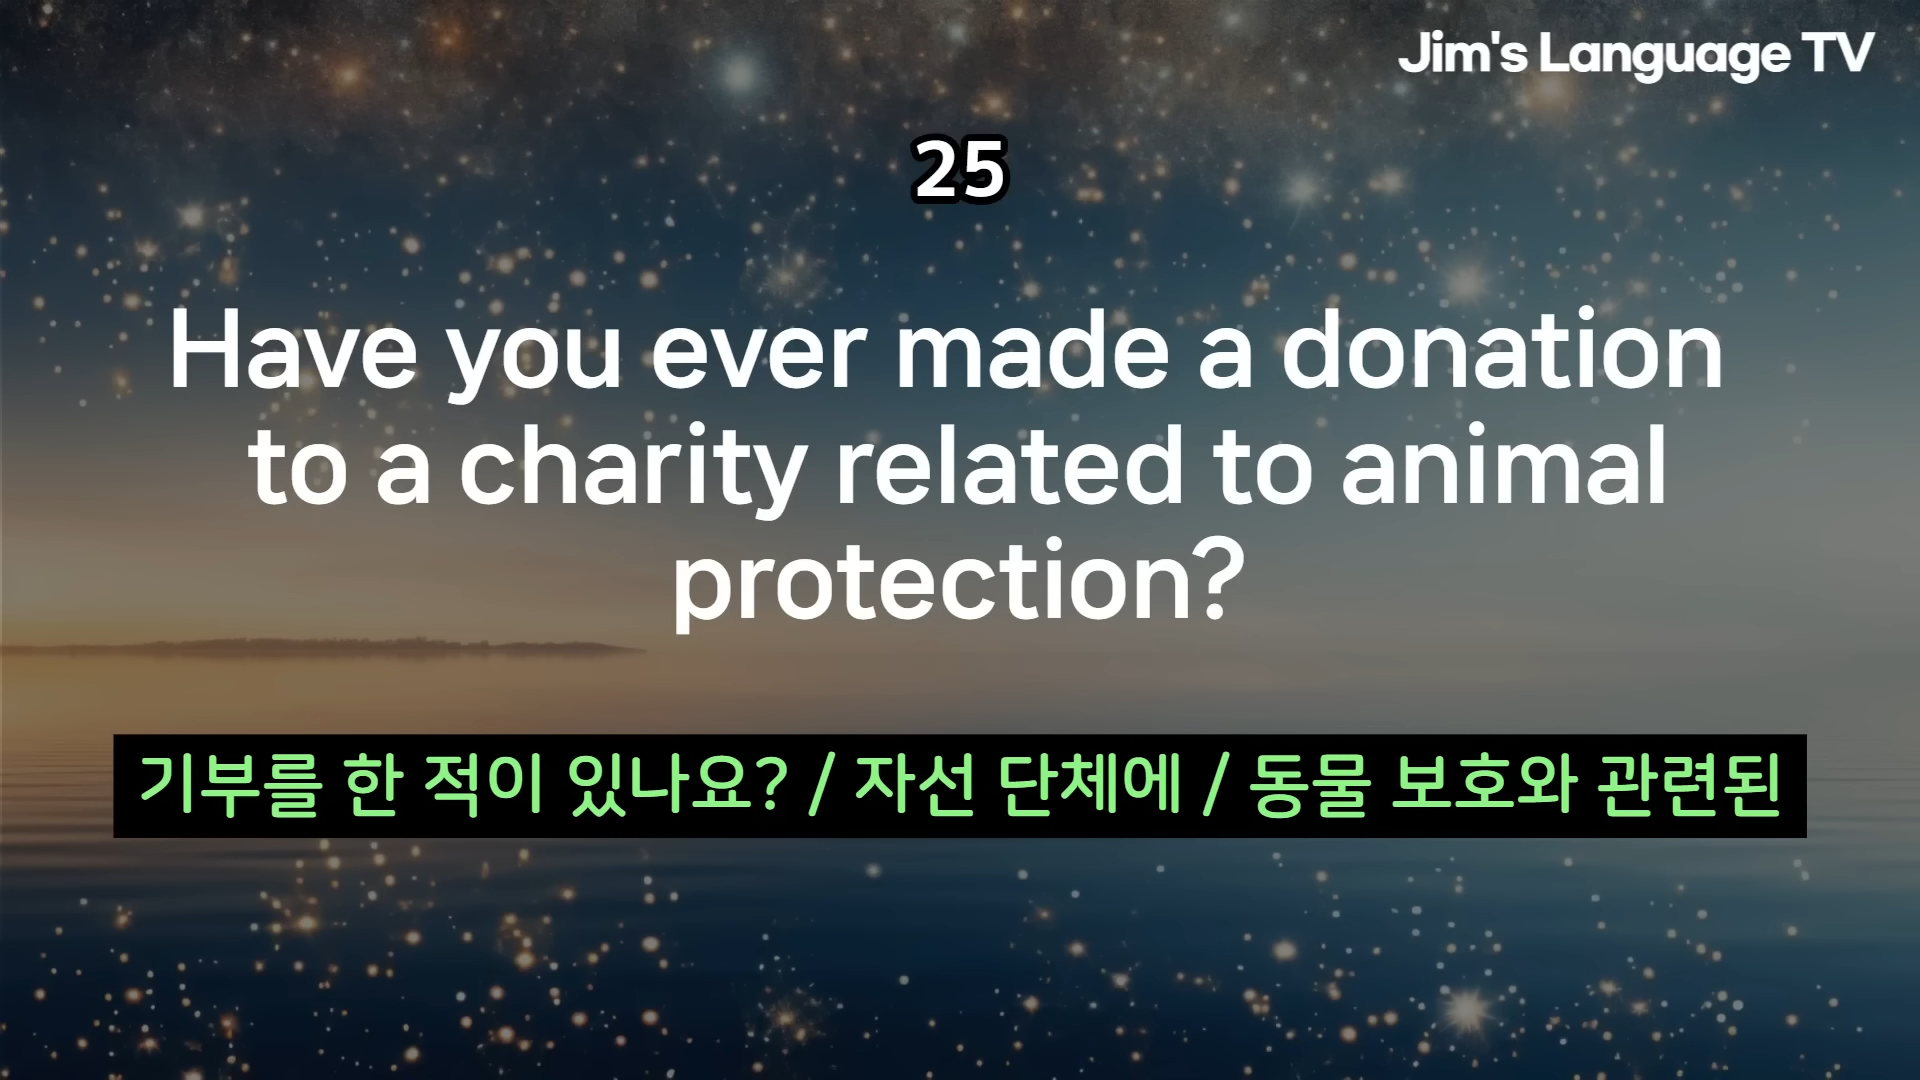 Jim's Language TV
25
Have you ever made a donation
to a charity related to animal
protection?
기부를 한 적이 있나요? / 자선 단체에 / 동물 보호와 관련된